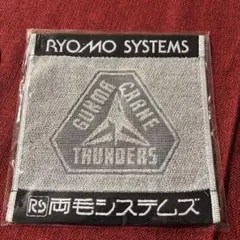 RYOMO SYSTEMS
GUNMA CRANE
THUNDERS
RS 両毛システムズ